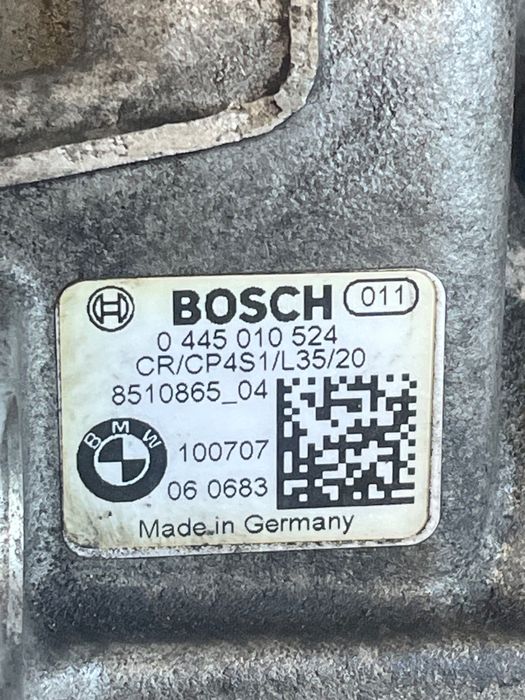 BOSCH 011
0 445 010 524
CR/CP4S1/L35/20
8510865_04
BMW 100707
06 0683
Made in Germany